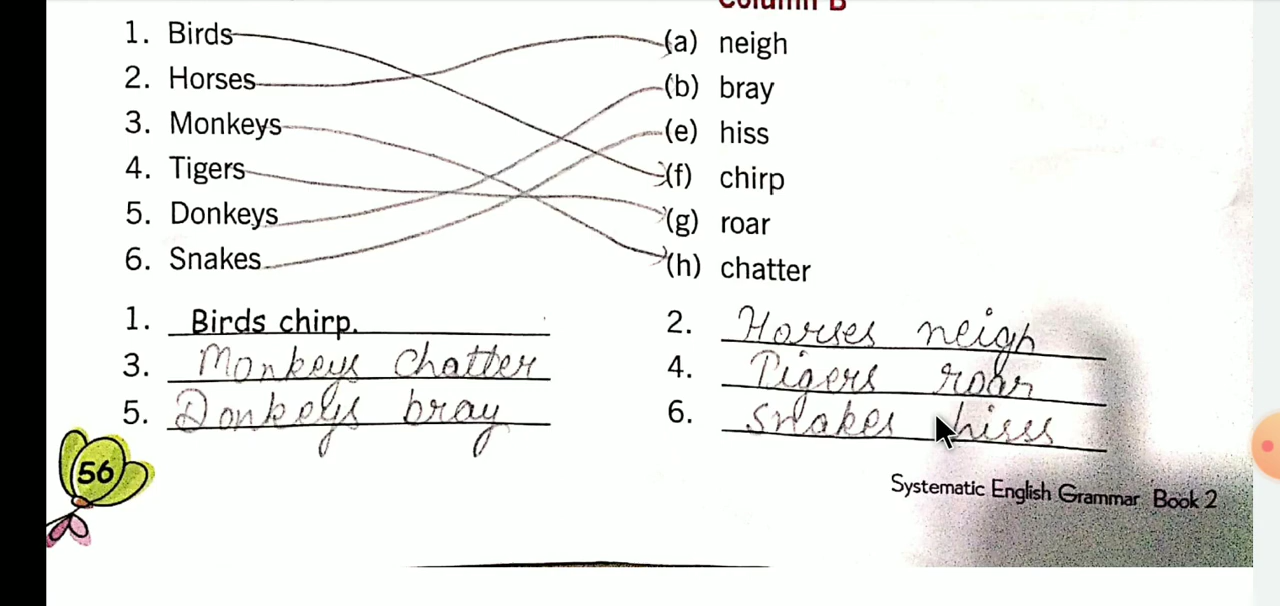 Column B
1. Birds (a) neigh
2. Horses (b) bray
3. Monkeys (e) hiss
4. Tigers (f) chirp
5. Donkeys (g) roar
6. Snakes (h) chatter
1. Birds chirp. 2. Horses neigh
3. Monkeys Chatter 4. Tigers roar
5. Donkeys bray 6. Snakes hiss
56
Systematic English Grammar Book 2